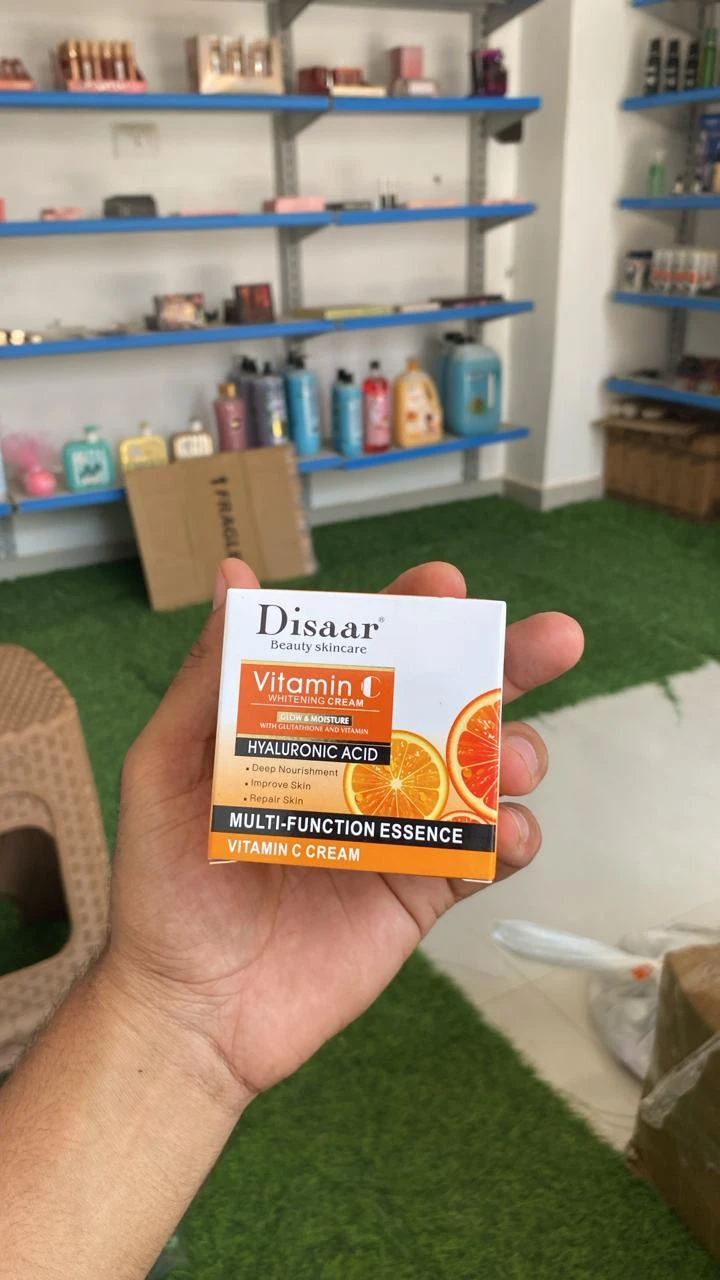 Disaar®
Beauty skincare
Vitamin C
WHITENING CREAM
GLOW & MOISTURE
WITH GLUTATHIONE AND VITAMIN
HYALURONIC ACID
▪ Deep Nourishment
▪ Improve Skin
▪ Repair Skin
MULTI-FUNCTION ESSENCE
VITAMIN C CREAM
FRAGILE